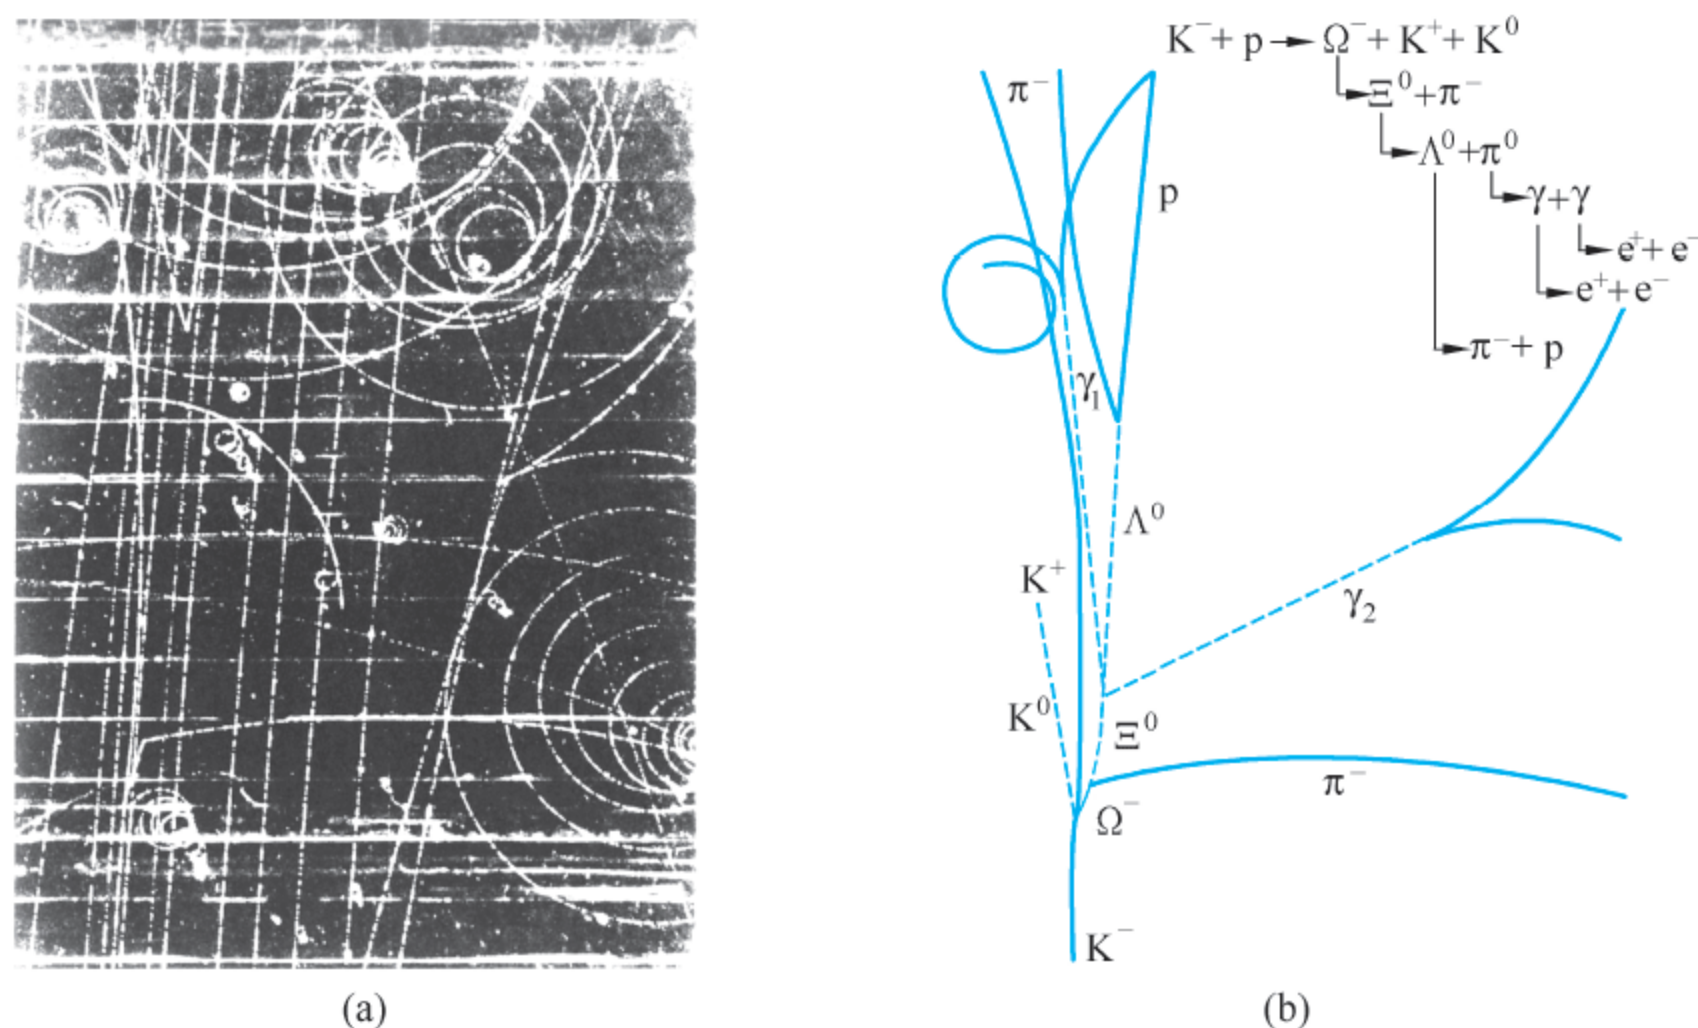 K⁻ + p → Ω⁻ + K⁺ + K⁰
Ξ⁰ + π⁻
Λ⁰ + π⁰
γ + γ
e⁺ + e⁻
e⁺ + e⁻
π⁻ + p
π⁻
p
γ₁
Λ⁰
K⁺
γ₂
K⁰
Ξ⁰
π⁻
Ω⁻
K⁻
(a)
(b)